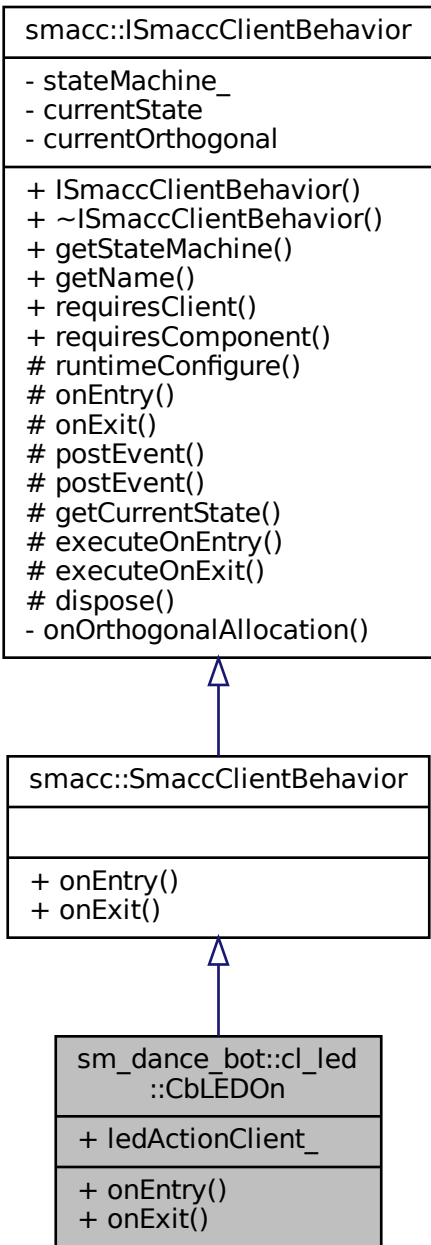 smacc::ISmaccClientBehavior
- stateMachine_
- currentState
- currentOrthogonal
+ ISmaccClientBehavior()
+ ~ISmaccClientBehavior()
+ getStateMachine()
+ getName()
+ requiresClient()
+ requiresComponent()
# runtimeConfigure()
# onEntry()
# onExit()
# postEvent()
# postEvent()
# getCurrentState()
# executeOnEntry()
# executeOnExit()
# dispose()
- onOrthogonalAllocation()
smacc::SmaccClientBehavior
+ onEntry()
+ onExit()
sm_dance_bot::cl_led
::CbLEDOn
+ ledActionClient_
+ onEntry()
+ onExit()